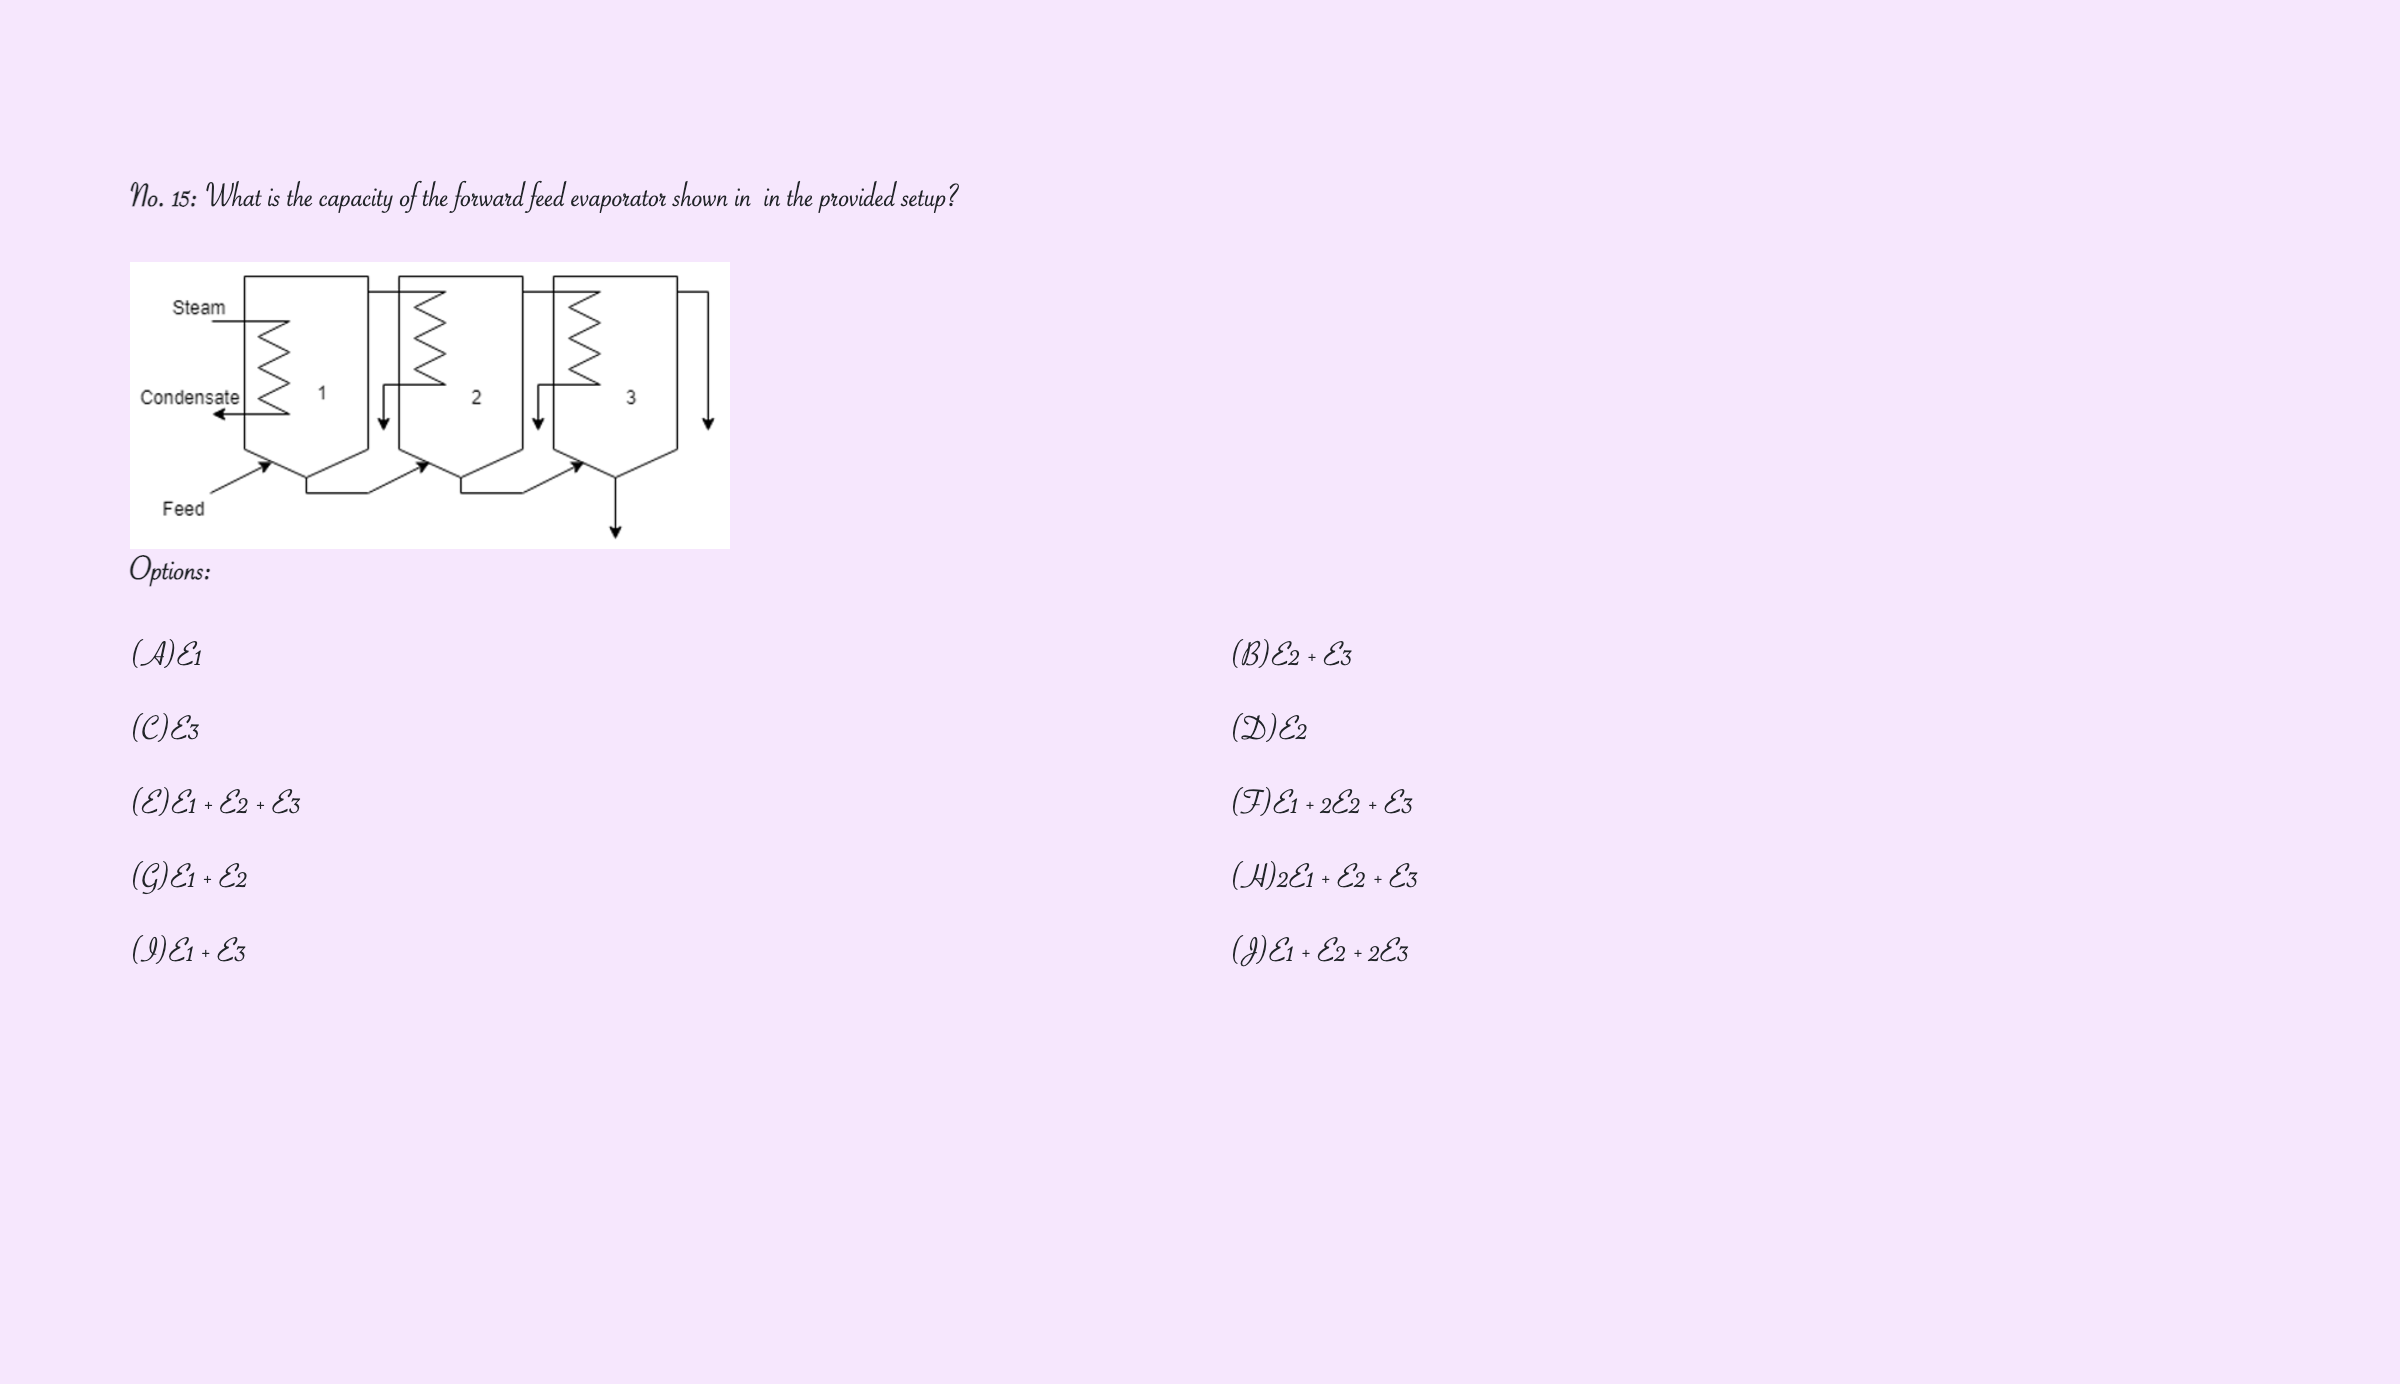 No. 15: What is the capacity of the forward feed evaporator shown in  in the provided setup?
Steam
Condensate
1
2
3
Feed
Options:
(A)E1
(B)E2 + E3
(C)E3
(D)E2
(E)E1 + E2 + E3
(F)E1 + 2E2 + E3
(G)E1 + E2
(H)2E1 + E2 + E3
(I)E1 + E3
(J)E1 + E2 + 2E3